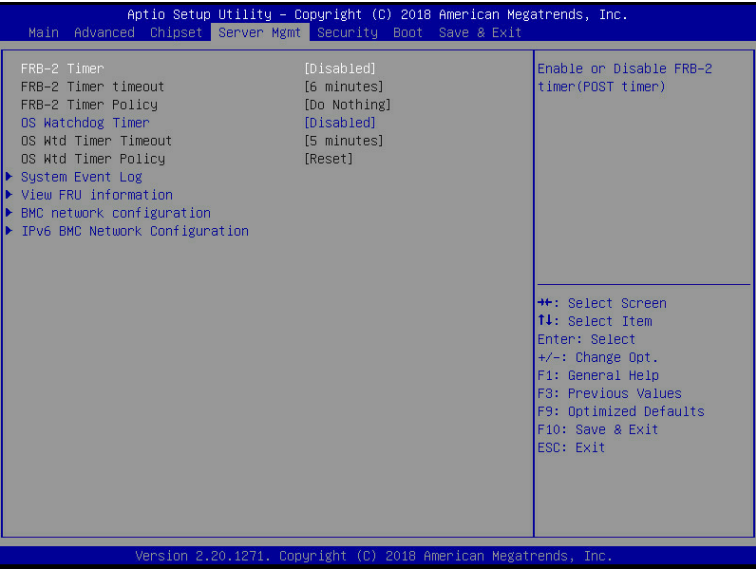 Aptio Setup Utility – Copyright (C) 2018 American Megatrends, Inc.
Main Advanced Chipset Server Mgmt Security Boot Save & Exit
FRB-2 Timer [Disabled]
FRB-2 Timer timeout [6 minutes]
FRB-2 Timer Policy [Do Nothing]
OS Watchdog Timer [Disabled]
OS Wtd Timer Timeout [5 minutes]
OS Wtd Timer Policy [Reset]
System Event Log
View FRU information
BMC network configuration
IPv6 BMC Network Configuration
Enable or Disable FRB-2
timer(POST timer)
→←: Select Screen
↑↓: Select Item
Enter: Select
+/-: Change Opt.
F1: General Help
F3: Previous Values
F9: Optimized Defaults
F10: Save & Exit
ESC: Exit
Version 2.20.1271. Copyright (C) 2018 American Megatrends, Inc.